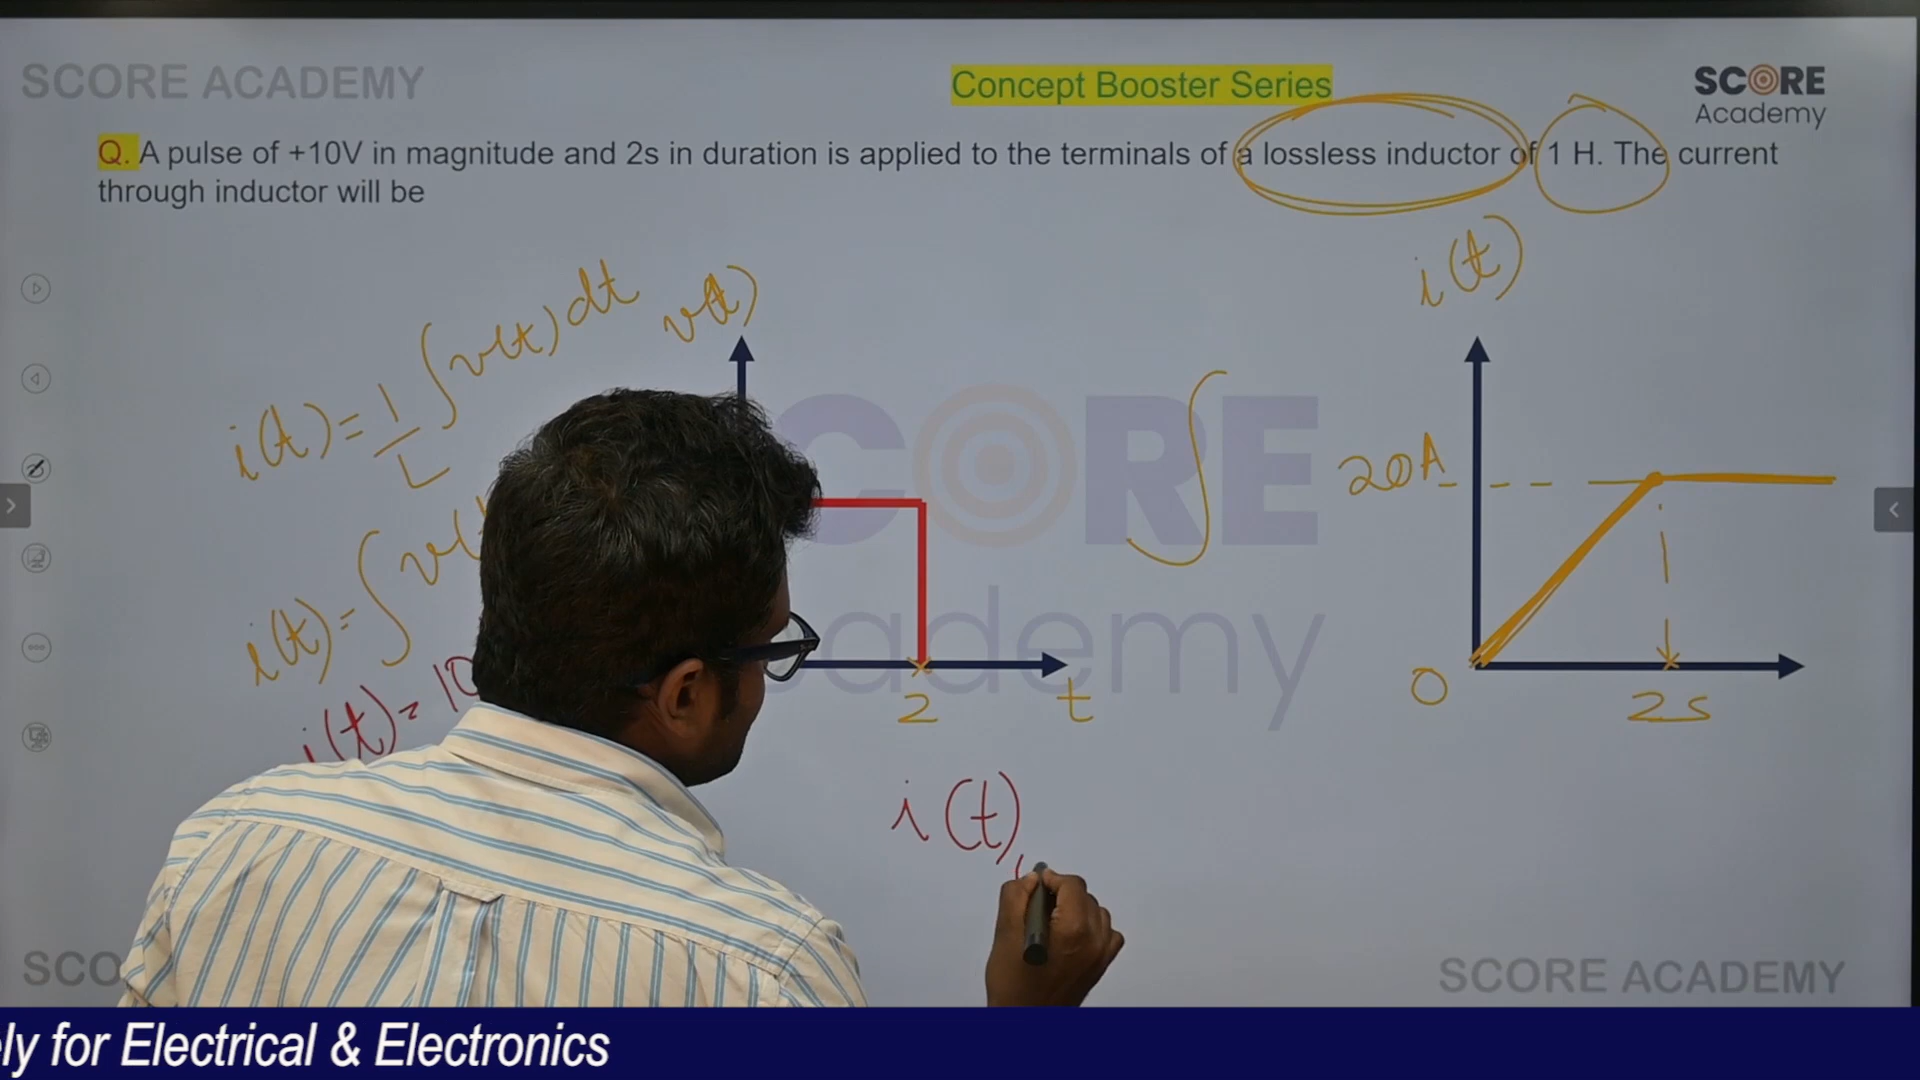 SCORE ACADEMY
Concept Booster Series
SCORE
Academy
Q. A pulse of +10V in magnitude and 2s in duration is applied to the terminals of a lossless inductor of 1 H. The current
through inductor will be
i(t)
v(t)
i(t) = 1/L ∫v(t)dt
∫
20A
i(t) = ∫v(
0
2s
2
t
i(t) = 10
i(t)
SCO
SCORE ACADEMY
ly for Electrical & Electronics